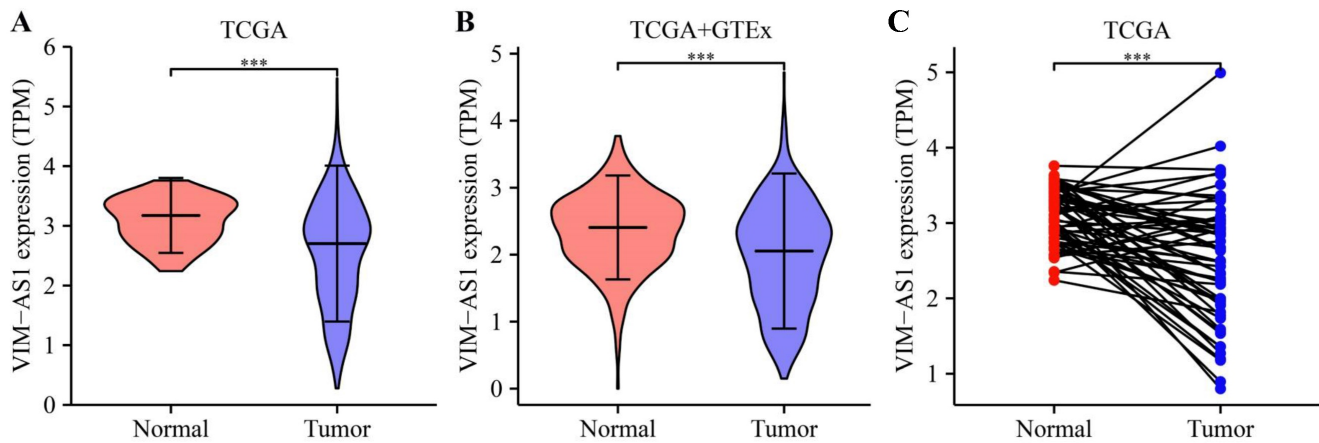 A
TCGA
***
VIM−AS1 expression (TPM)
6
5
4
3
2
1
0
Normal
Tumor
B
TCGA+GTEx
***
VIM−AS1 expression (TPM)
5
4
3
2
1
0
Normal
Tumor
C
TCGA
***
VIM−AS1 expression (TPM)
5
4
3
2
1
Normal
Tumor